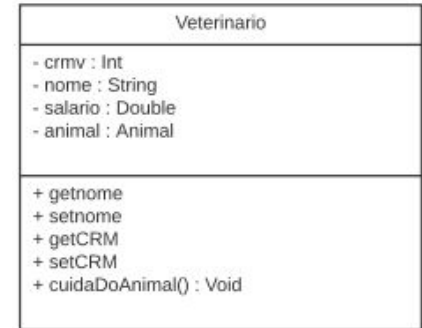 Veterinario
- crmv : Int
- nome : String
- salario : Double
- animal : Animal
+ getnome
+ setnome
+ getCRM
+ setCRM
+ cuidaDoAnimal() : Void